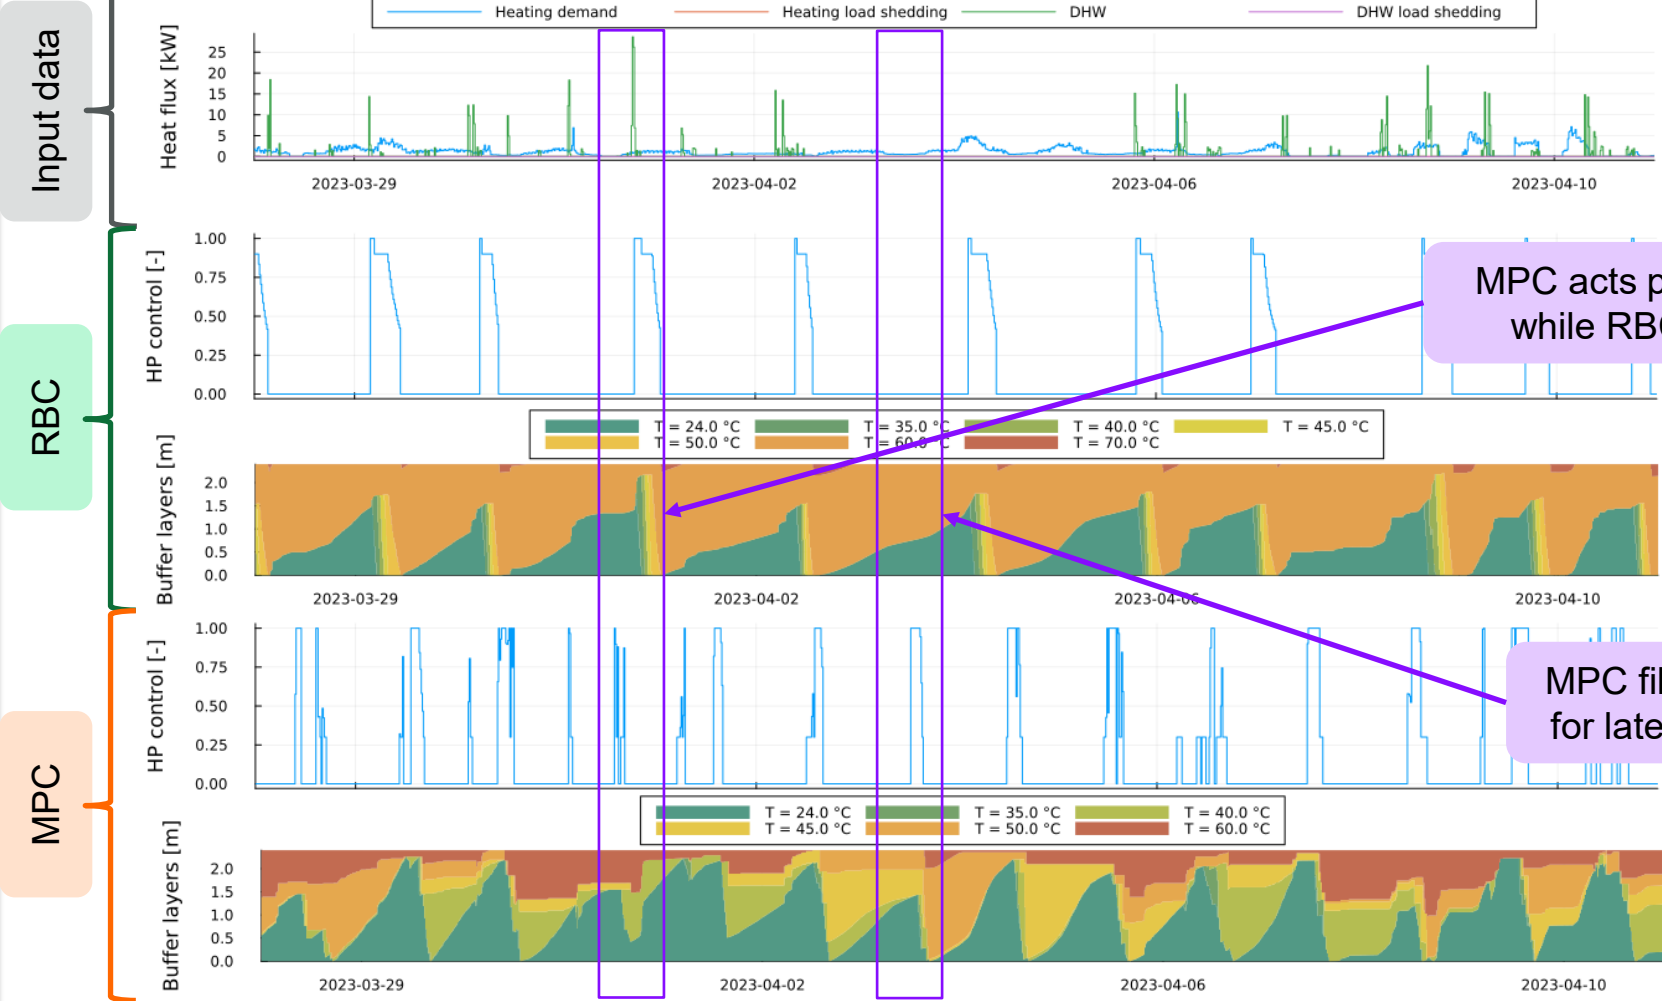 Heating demand Heating load shedding DHW DHW load shedding
Input data
Heat flux [kW]
25
20
15
10
5
0
2023-03-29 2023-04-02 2023-04-06 2023-04-10
RBC
HP control [-]
1.00
0.75
0.50
0.25
0.00
MPC acts
while
T = 24.0 °C T = 35.0 °C T = 40.0 °C T = 45.0 °C
T = 50.0 °C T = 60.0 °C T = 70.0 °C
Buffer layers [m]
2.0
1.5
1.0
0.5
0.0
2023-03-29 2023-04-02 2023-04-06 2023-04-10
MPC
HP control [-]
1.00
0.75
0.50
0.25
0.00
MPC
for
T = 24.0 °C T = 35.0 °C T = 40.0 °C
T = 45.0 °C T = 50.0 °C T = 60.0 °C
Buffer layers [m]
2.0
1.5
1.0
0.5
0.0
2023-03-29 2023-04-02 2023-04-06 2023-04-10